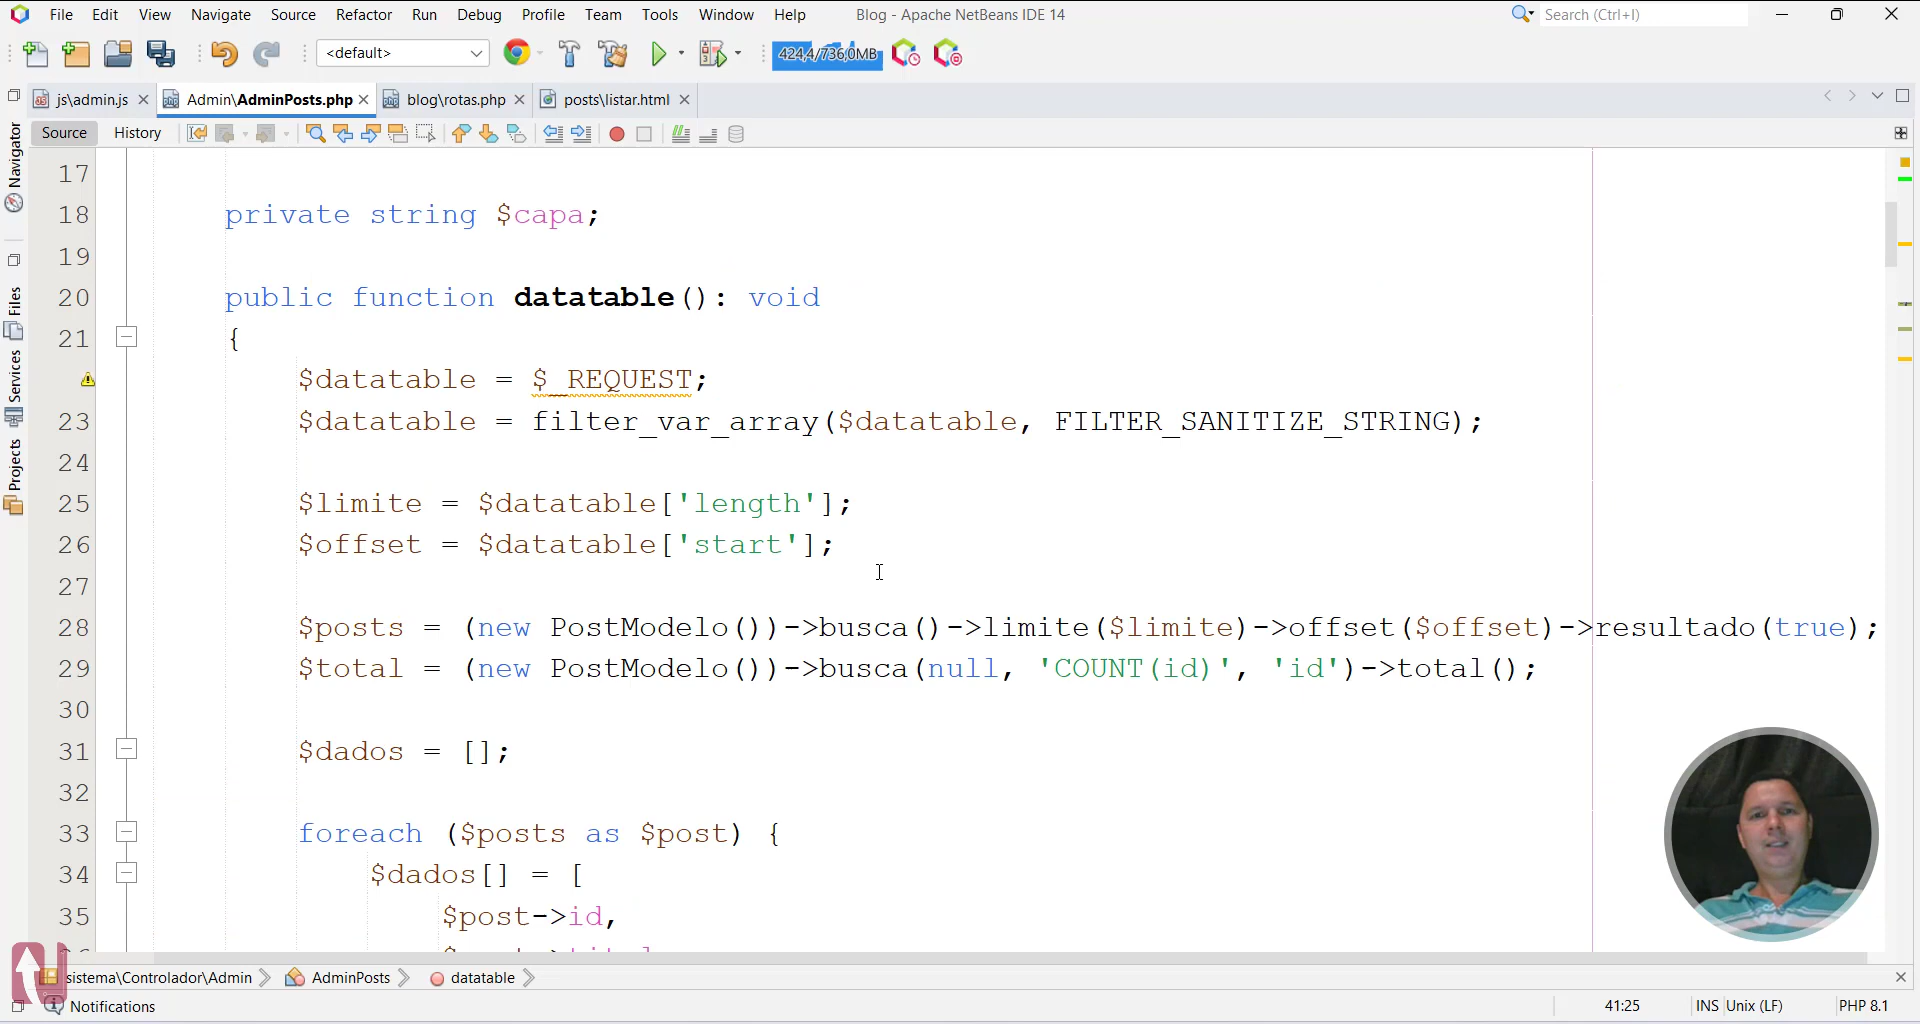 File Edit View Navigate Source Refactor Run Debug Profile Team Tools Window Help Blog - Apache NetBeans IDE 14 Search (Ctrl+I)
<default> 424,4/736,0MB
js\admin.js Admin\AdminPosts.php blog\rotas.php posts\listar.html
Source History
Navigator
Files
Services
Projects
17
18 private string $capa;
19
20 public function datatable(): void
21 {
$datatable = $_REQUEST;
23 $datatable = filter_var_array($datatable, FILTER_SANITIZE_STRING);
24
25 $limite = $datatable['length'];
26 $offset = $datatable['start'];
27
28 $posts = (new PostModelo())->busca()->limite($limite)->offset($offset)->resultado(true);
29 $total = (new PostModelo())->busca(null, 'COUNT(id)', 'id')->total();
30
31 $dados = [];
32
33 foreach ($posts as $post) {
34 $dados[] = [
35 $post->id,
sistema\Controlador\Admin AdminPosts datatable
Notifications 41:25 INS Unix (LF) PHP 8.1